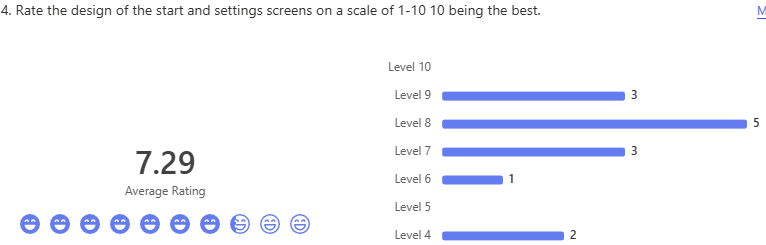 4. Rate the design of the start and settings screens on a scale of 1-10 10 being the best.
Level 10
Level 9 3
Level 8 5
Level 7 3
Level 6 1
Level 5
Level 4 2
7.29
Average Rating